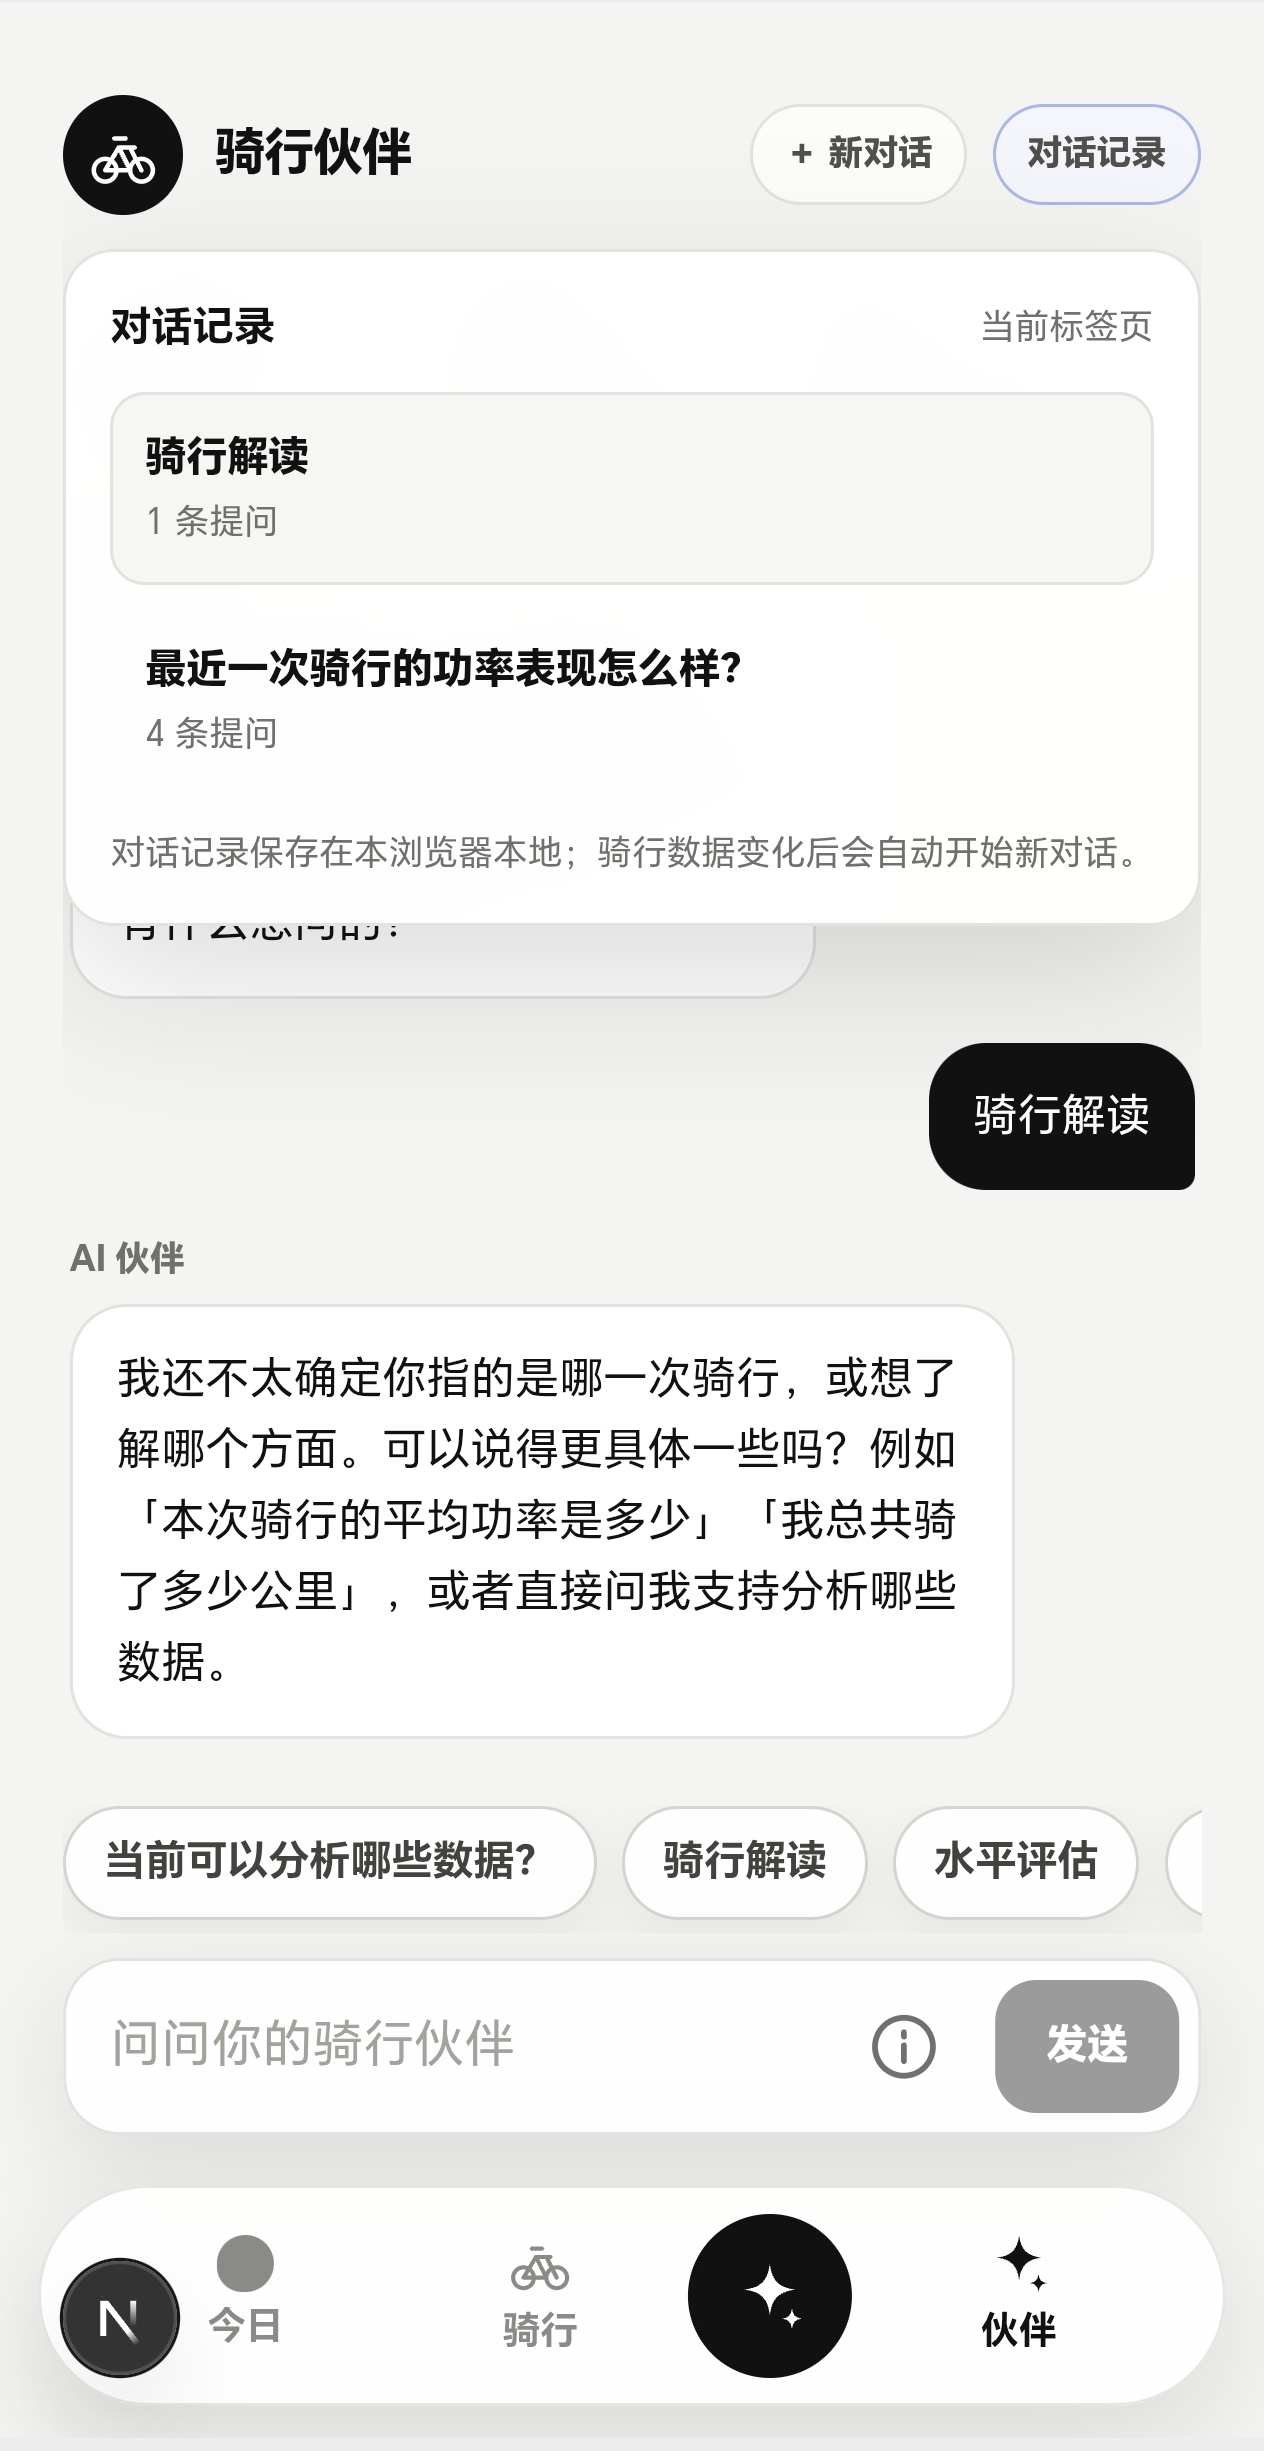 骑行伙伴
+ 新对话
对话记录
对话记录
当前标签页
骑行解读
1 条提问
最近一次骑行的功率表现怎么样?
4 条提问
对话记录保存在本浏览器本地；骑行数据变化后会自动开始新对话。
有什么想问的?
骑行解读
AI 伙伴
我还不太确定你指的是哪一次骑行，或想了
解哪个方面。可以说得更具体一些吗？例如
「本次骑行的平均功率是多少」「我总共骑
了多少公里」，或者直接问我支持分析哪些
数据。
当前可以分析哪些数据?
骑行解读
水平评估
问问你的骑行伙伴
发送
N
今日
骑行
伙伴